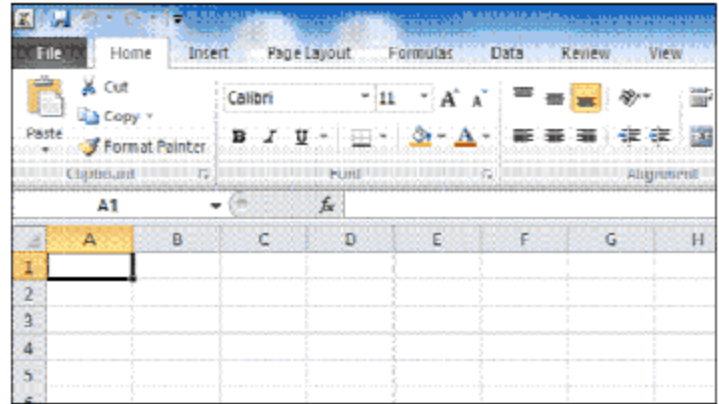 File Home Insert Page Layout Formulas Data Review View
Cut
Calibri 11 A A
Copy
Paste
Format Painter
B I U A
Clipboard Font Alignment
A1 fx
A B C D E F G H
1
2
3
4
5
6